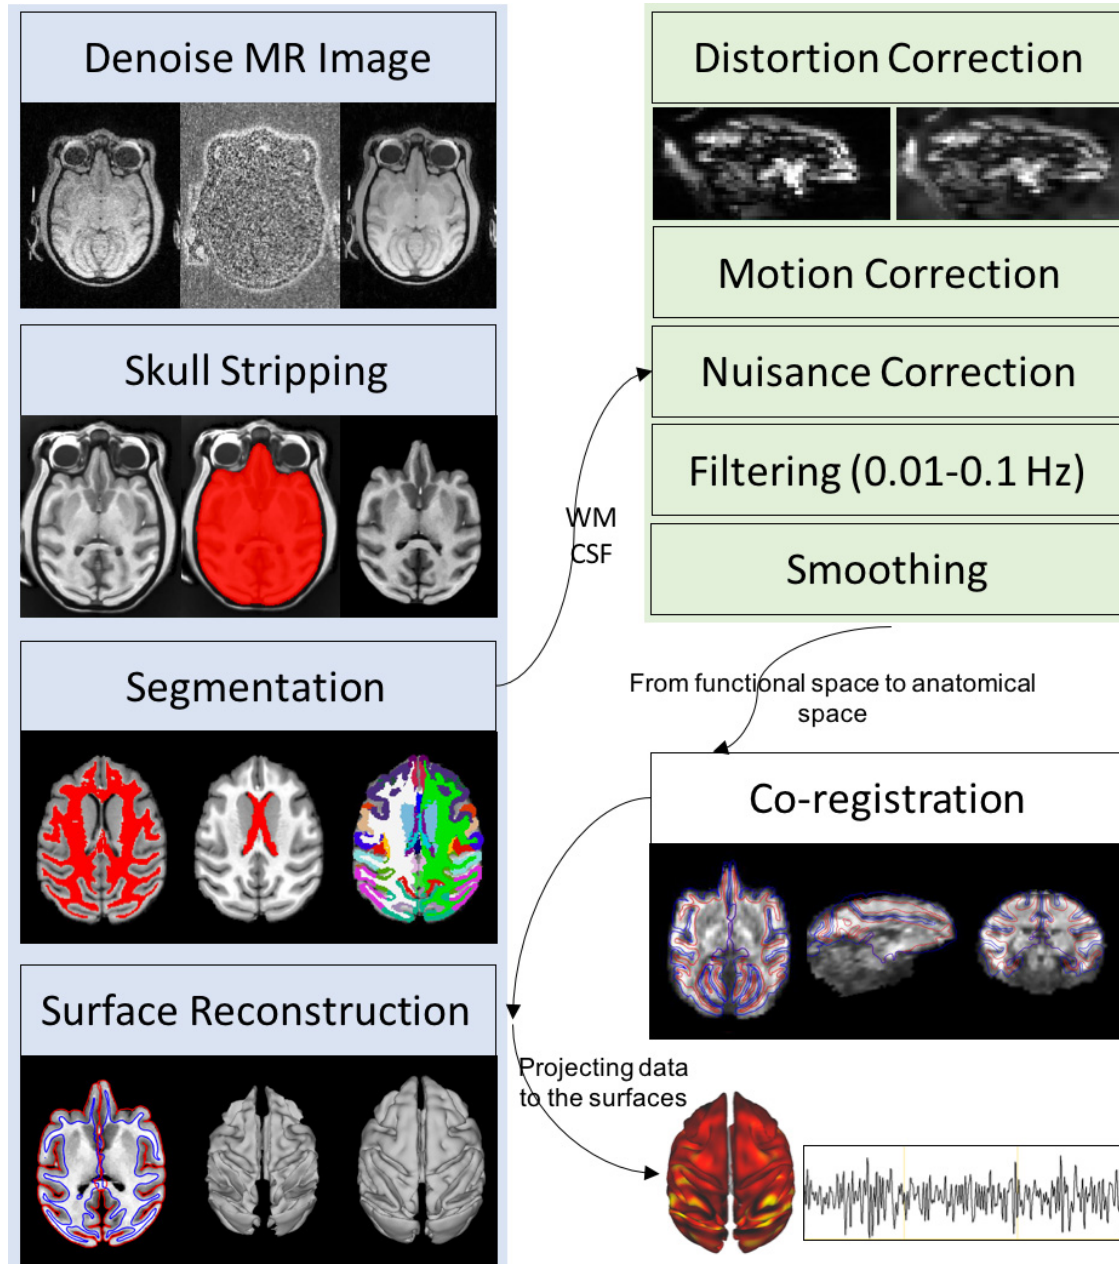 Denoise MR Image
Skull Stripping
Segmentation
Surface Reconstruction
WM
CSF
Distortion Correction
Motion Correction
Nuisance Correction
Filtering (0.01-0.1 Hz)
Smoothing
From functional space to anatomical
space
Co-registration
Projecting data
to the surfaces